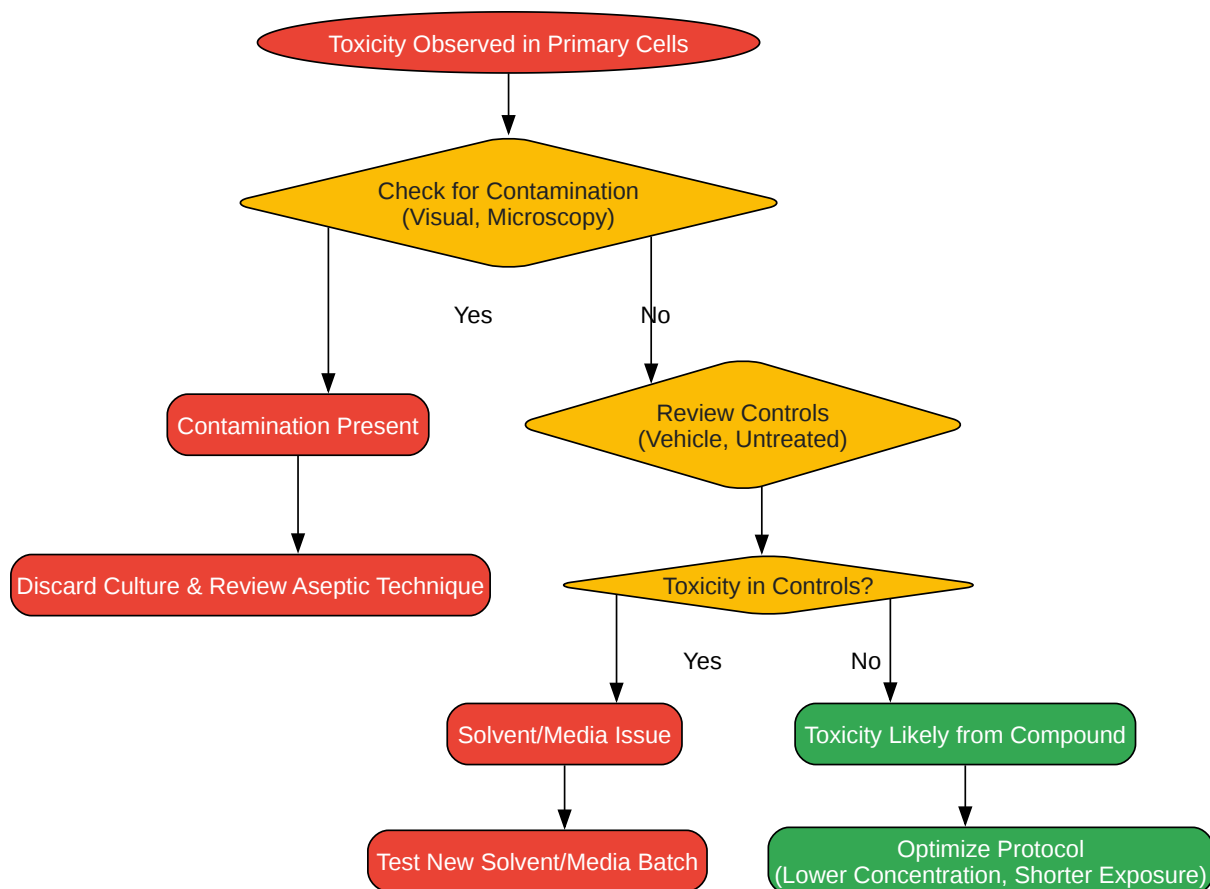 Toxicity Observed in Primary Cells
Check for Contamination
(Visual, Microscopy)
Yes
No
Contamination Present
Review Controls
(Vehicle, Untreated)
Discard Culture & Review Aseptic Technique
Toxicity in Controls?
Yes
No
Solvent/Media Issue
Toxicity Likely from Compound
Test New Solvent/Media Batch
Optimize Protocol
(Lower Concentration, Shorter Exposure)